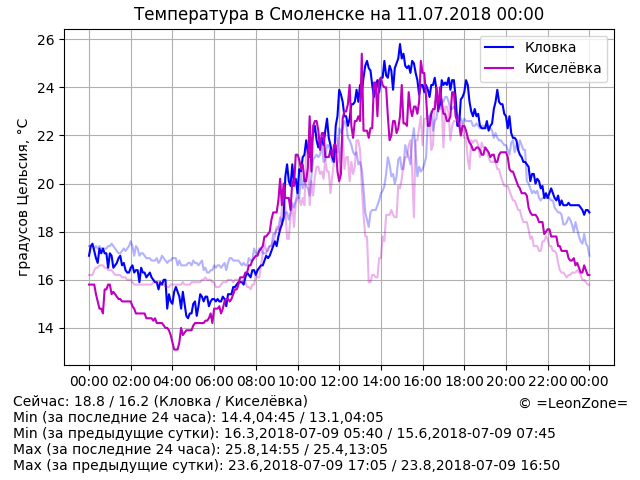 Температура в Смоленске на 11.07.2018 00:00
Кловка
Киселёвка
градусов Цельсия, °C
26
24
22
20
18
16
14
00:00 02:00 04:00 06:00 08:00 10:00 12:00 14:00 16:00 18:00 20:00 22:00 00:00
Сейчас: 18.8 / 16.2 (Кловка / Киселёвка)
© =LeonZone=
Min (за последние 24 часа): 14.4,04:45 / 13.1,04:05
Min (за предыдущие сутки): 16.3,2018-07-09 05:40 / 15.6,2018-07-09 07:45
Max (за последние 24 часа): 25.8,14:55 / 25.4,13:05
Max (за предыдущие сутки): 23.6,2018-07-09 17:05 / 23.8,2018-07-09 16:50